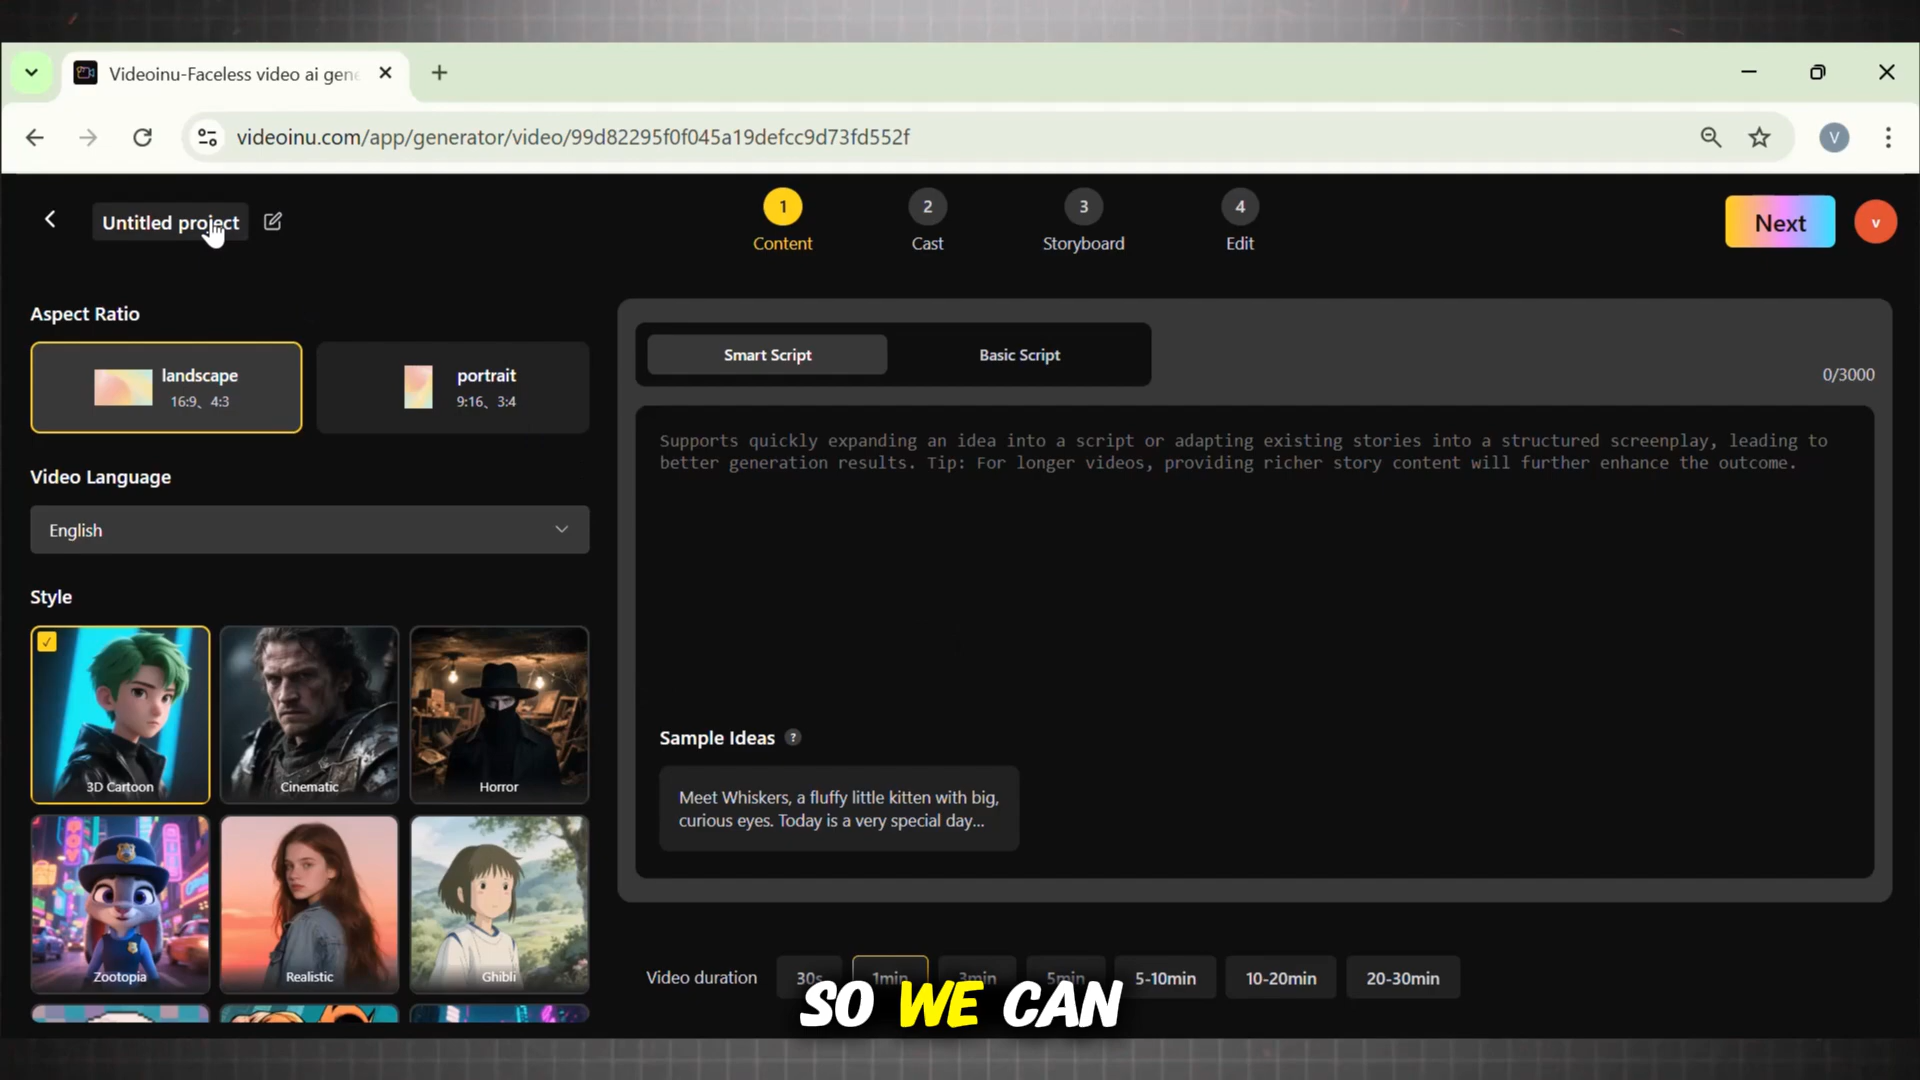 Videoinu-Faceless video ai gene
videoinu.com/app/generator/video/99d82295f0f045a19defcc9d73fd552f
V
Untitled project
1
Content
2
Cast
3
Storyboard
4
Edit
Next
v
Aspect Ratio
landscape
16:9、4:3
portrait
9:16、3:4
Video Language
English
Style
3D Cartoon
Cinematic
Horror
Zootopia
Realistic
Ghibli
Smart Script
Basic Script
0/3000
Supports quickly expanding an idea into a script or adapting existing stories into a structured screenplay, leading to
better generation results. Tip: For longer videos, providing richer story content will further enhance the outcome.
Sample Ideas ?
Meet Whiskers, a fluffy little kitten with big,
curious eyes. Today is a very special day...
Video duration
30s
1min
3min
5min
5-10min
10-20min
20-30min
SO WE CAN